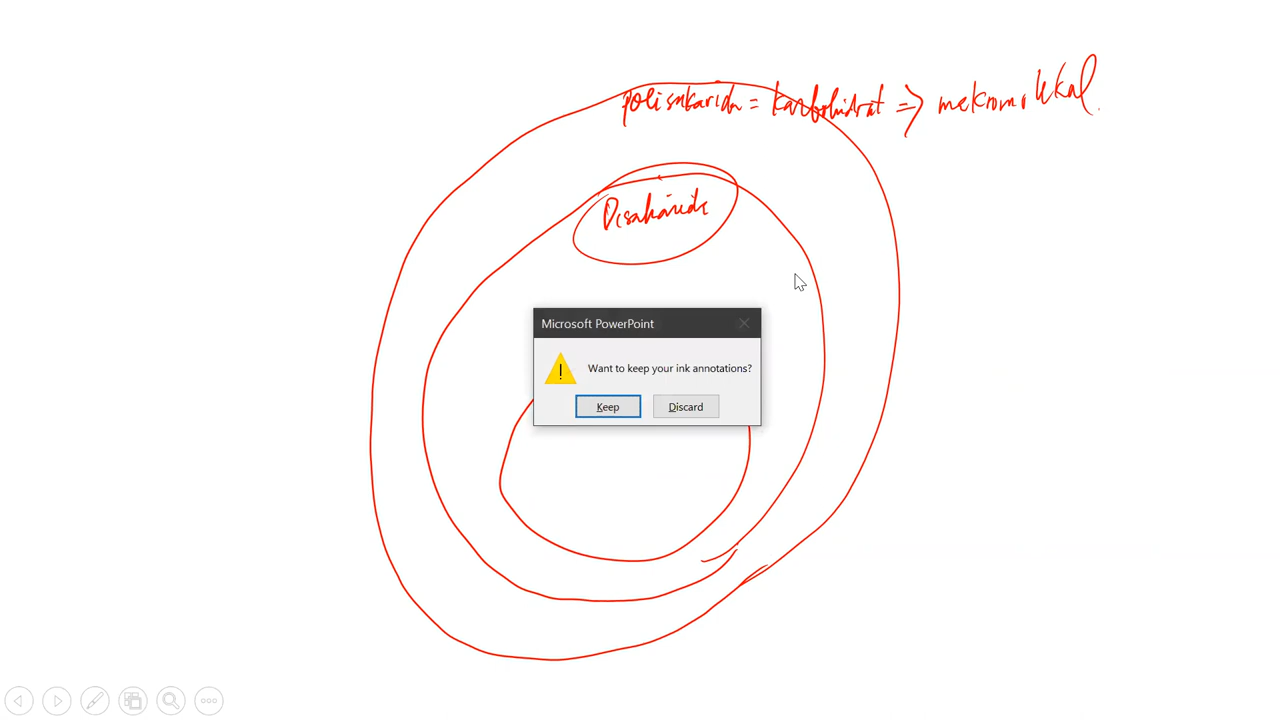 polisakarida = karbohidrat => makromolekul.
Disakarida
Microsoft PowerPoint
Want to keep your ink annotations?
Keep Discard